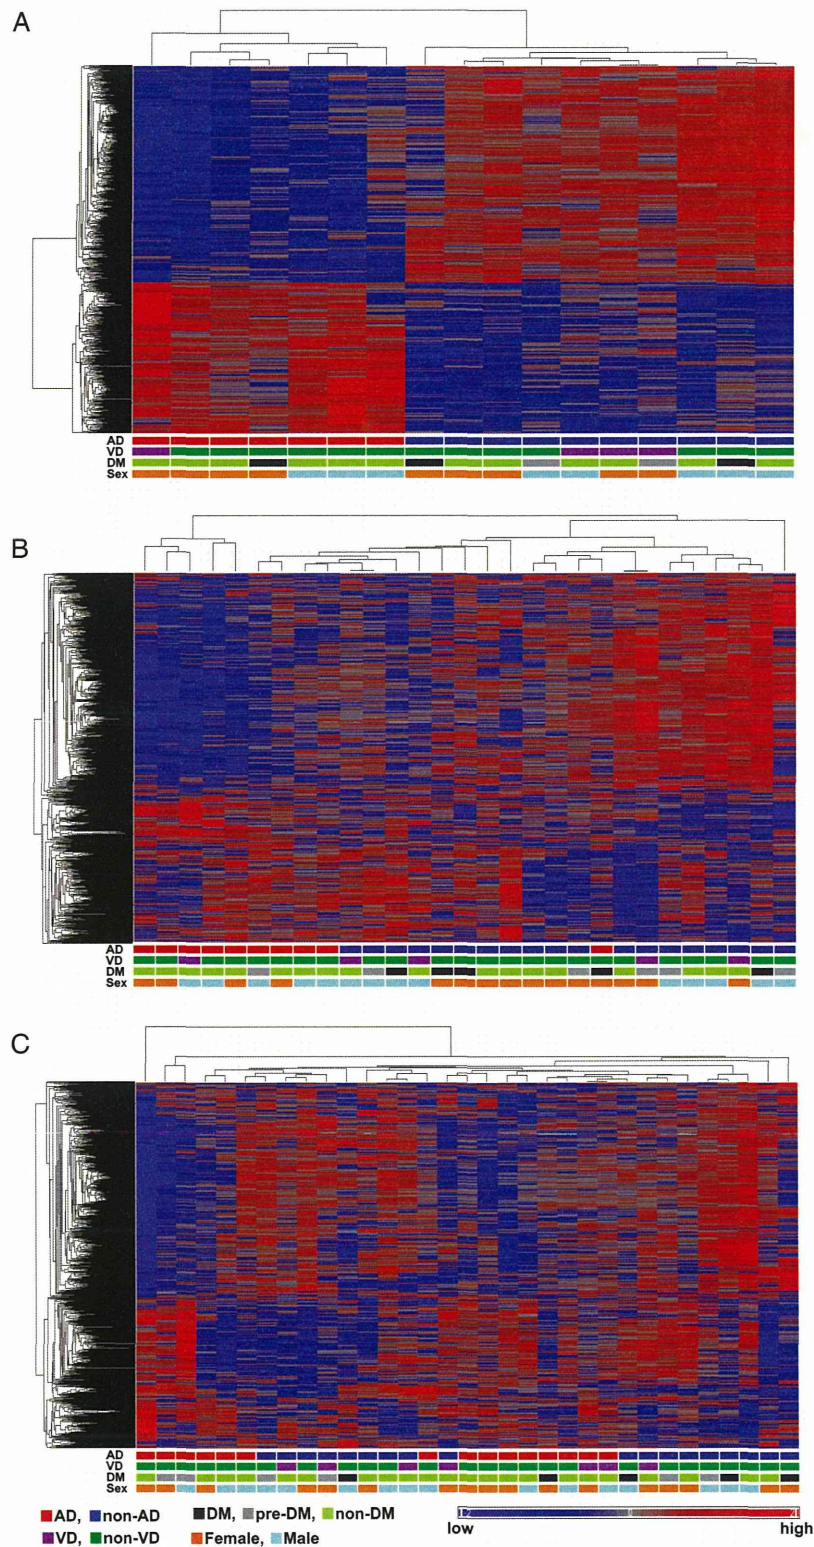 A
AD
VD
DM
Sex
B
AD
VD
DM
Sex
C
AD
VD
DM
Sex
AD, non-AD DM, pre-DM, non-DM
VD, non-VD Female, Male
low high